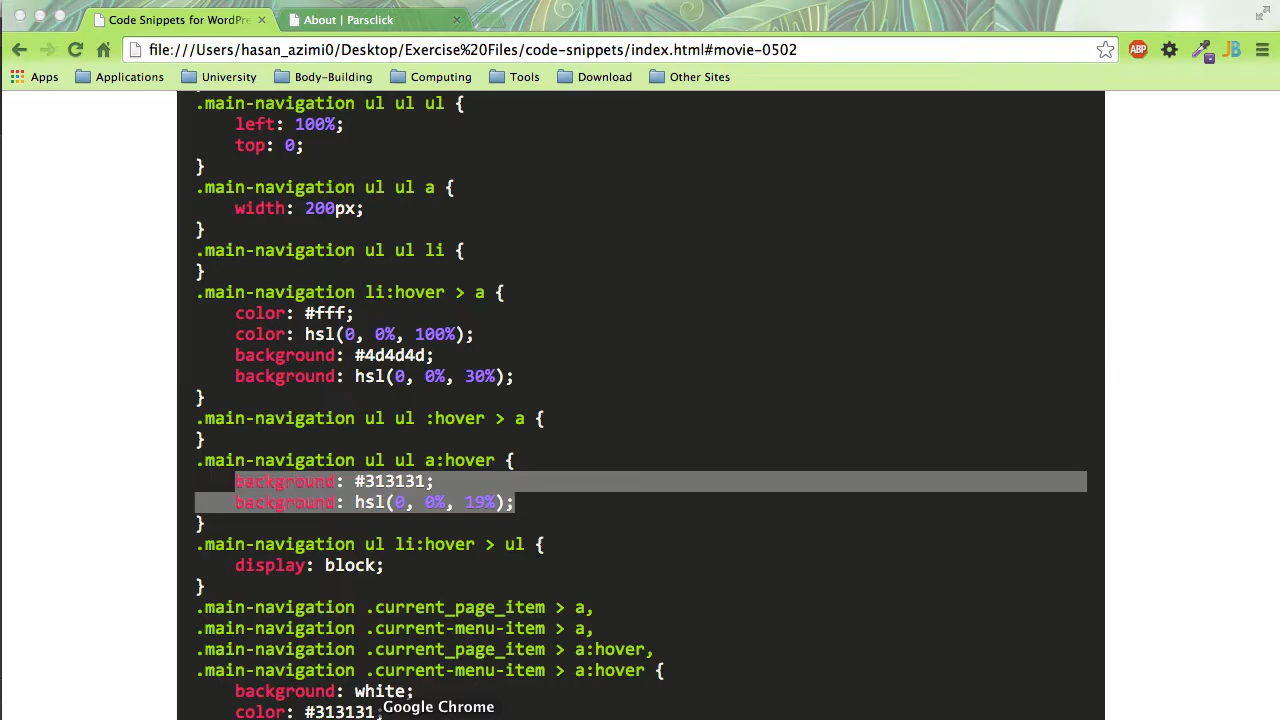 Code Snippets for WordPre
About | Parsclick
file:///Users/hasan_azimi0/Desktop/Exercise%20Files/code-snippets/index.html#movie-0502
ABP
JB
Apps Applications University Body-Building Computing Tools Download Other Sites
.main-navigation ul ul ul {
left: 100%;
top: 0;
}
.main-navigation ul ul a {
width: 200px;
}
.main-navigation ul ul li {
}
.main-navigation li:hover > a {
color: #fff;
color: hsl(0, 0%, 100%);
background: #4d4d4d;
background: hsl(0, 0%, 30%);
}
.main-navigation ul ul :hover > a {
}
.main-navigation ul ul a:hover {
background: #313131;
background: hsl(0, 0%, 19%);
}
.main-navigation ul li:hover > ul {
display: block;
}
.main-navigation .current_page_item > a,
.main-navigation .current-menu-item > a,
.main-navigation .current_page_item > a:hover,
.main-navigation .current-menu-item > a:hover {
background: white;
color: #313131;
Google Chrome